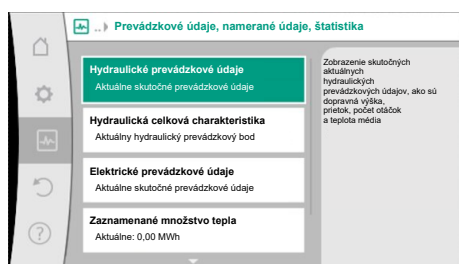 ..› Prevádzkové údaje, namerané údaje, štatistika
Hydraulické prevádzkové údaje
Aktuálne skutočné prevádzkové údaje
Hydraulická celková charakteristika
Aktuálny hydraulický prevádzkový bod
Elektrické prevádzkové údaje
Aktuálne skutočné prevádzkové údaje
Zaznamenané množstvo tepla
Aktuálne: 0,00 MWh
Zobrazenie skutočných
aktuálnych
hydraulických
prevádzkových údajov, ako sú
dopravná výška,
prietok, počet otáčok
a teplota média